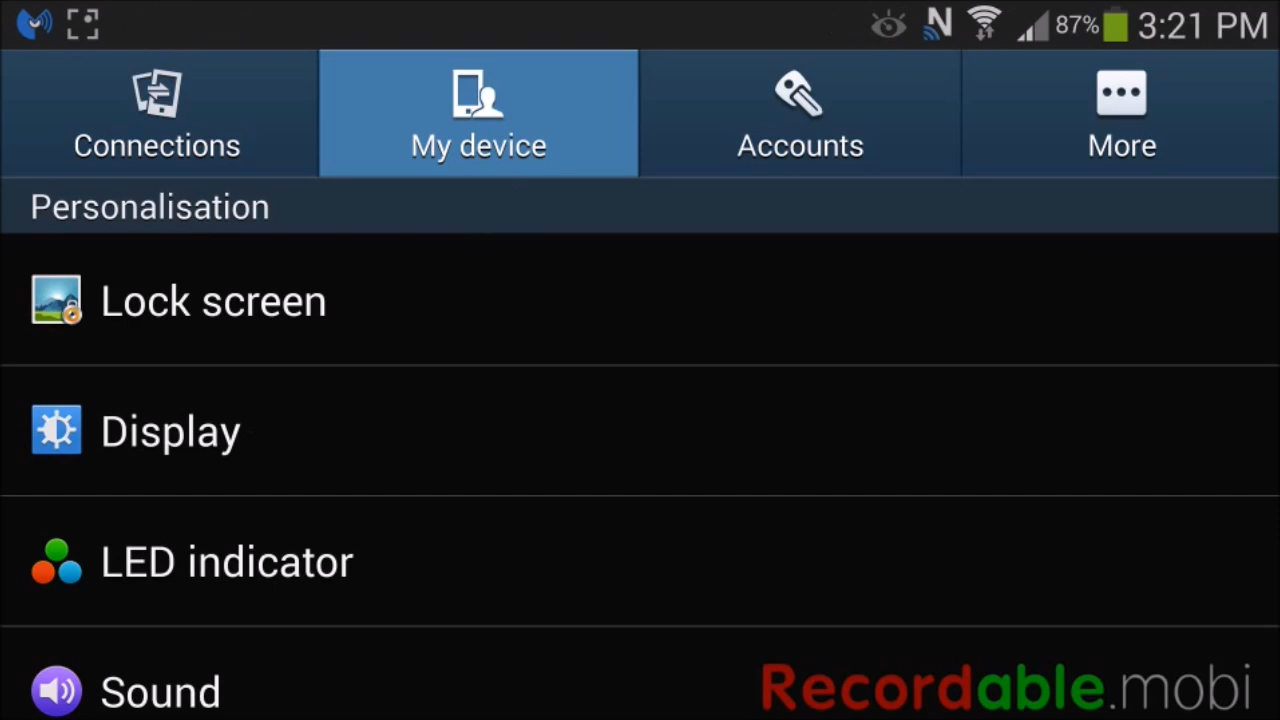 N 87% 3:21 PM
Connections My device Accounts More
Personalisation
Lock screen
Display
LED indicator
Sound
Recordable.mobi